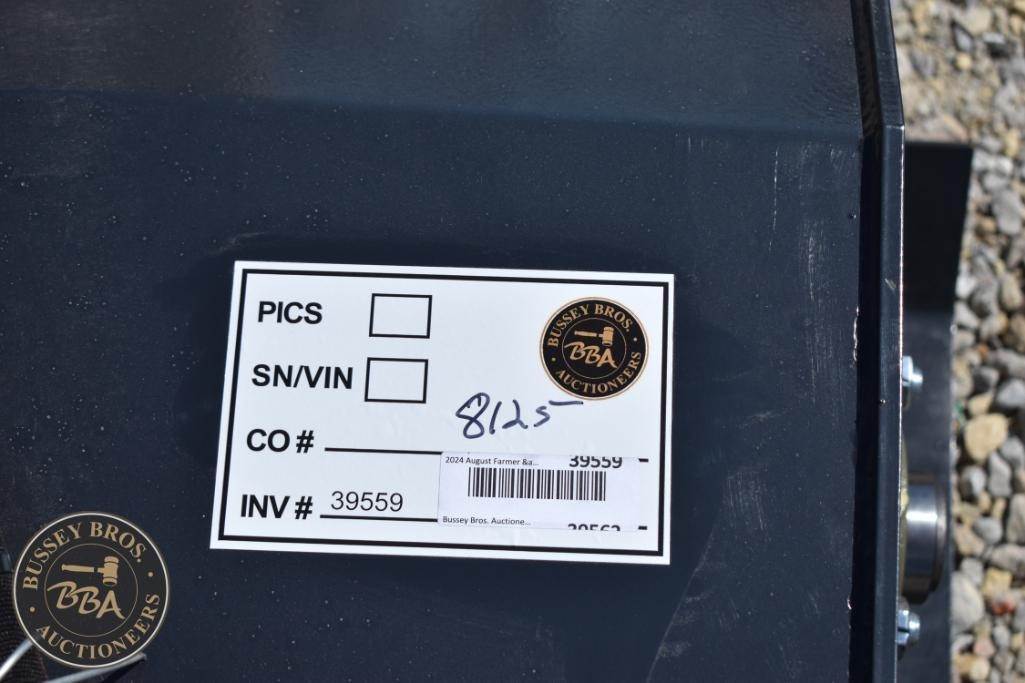 PICS
BUSSEY BROS.
BBA
AUCTIONEERS
SN/VIN
8125
CO #
2024 August Farmer &a... 39559
INV # 39559
Bussey Bros. Auctione...
39562
BUSSEY BROS.
BBA
AUCTIONEERS